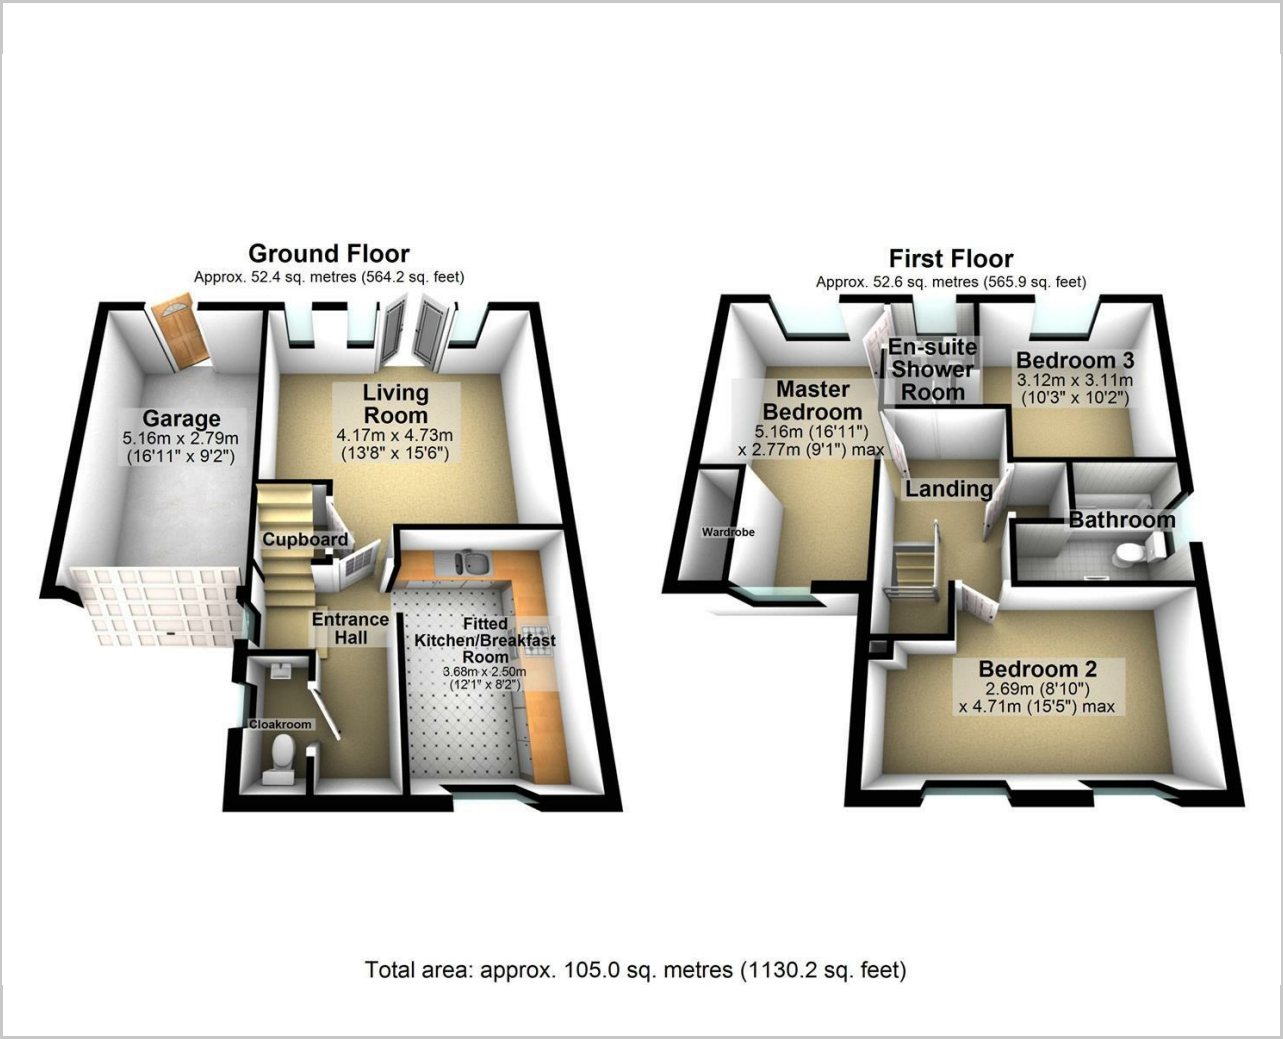 Ground Floor
Approx. 52.4 sq. metres (564.2 sq. feet)
Garage
5.16m x 2.79m
(16'11" x 9'2")
Living
Room
4.17m x 4.73m
(13'8" x 15'6")
Cupboard
Entrance
Hall
Fitted
Kitchen/Breakfast
Room
3.68m x 2.50m
(12'1" x 8'2")
Cloakroom
First Floor
Approx. 52.6 sq. metres (565.9 sq. feet)
Master
Bedroom
5.16m (16'11")
x 2.77m (9'1") max
En-suite
Shower
Room
Bedroom 3
3.12m x 3.11m
(10'3" x 10'2")
Landing
Wardrobe
Bathroom
Bedroom 2
2.69m (8'10")
x 4.71m (15'5") max
Total area: approx. 105.0 sq. metres (1130.2 sq. feet)